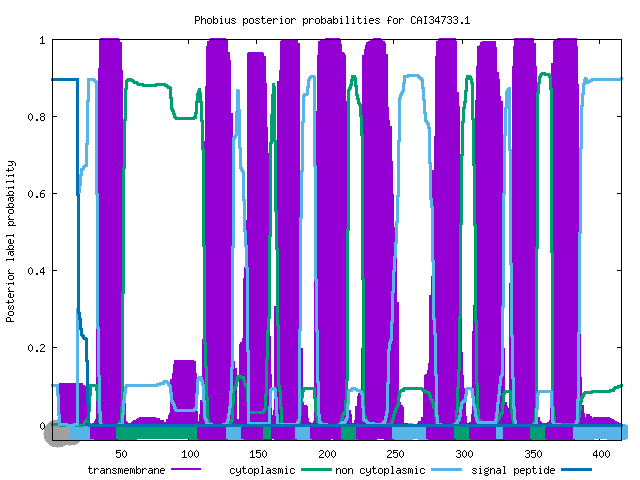 Phobius posterior probabilities for CAI34733.1
Posterior label probability
1
0.8
0.6
0.4
0.2
0
50 100 150 200 250 300 350 400
transmembrane cytoplasmic non cytoplasmic signal peptide